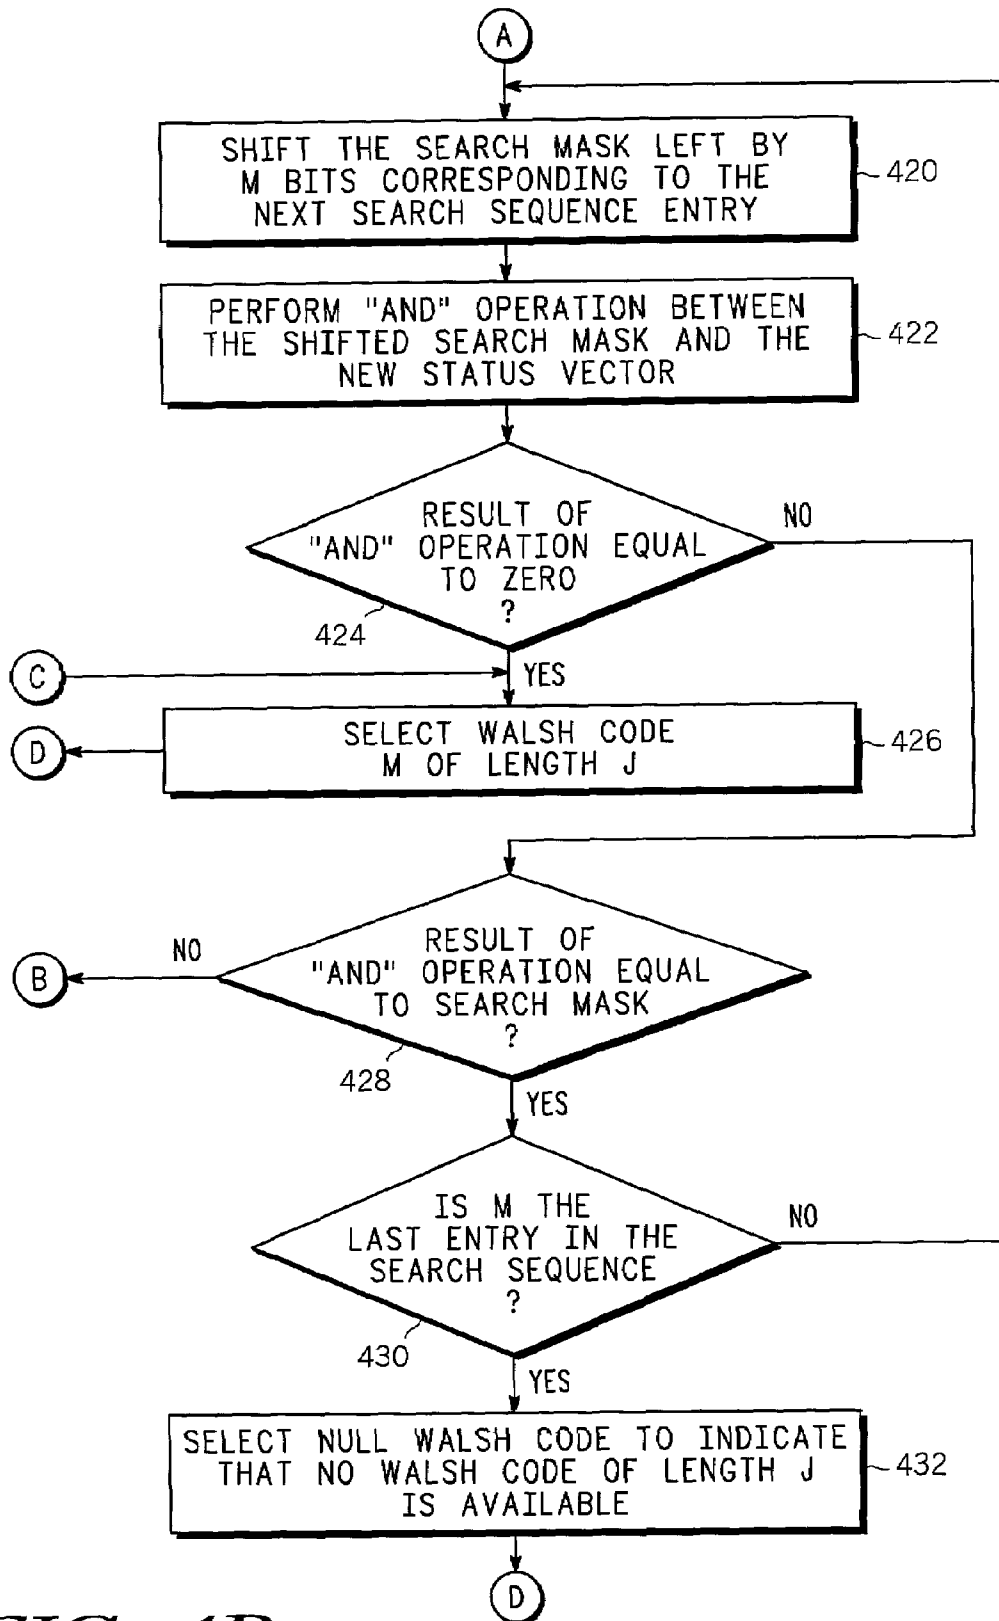 A
SHIFT THE SEARCH MASK LEFT BY
M BITS CORRESPONDING TO THE
NEXT SEARCH SEQUENCE ENTRY
420
PERFORM "AND" OPERATION BETWEEN
THE SHIFTED SEARCH MASK AND THE
NEW STATUS VECTOR
422
RESULT OF
"AND" OPERATION EQUAL
TO ZERO
?
NO
424
C
YES
D
SELECT WALSH CODE
M OF LENGTH J
426
RESULT OF
"AND" OPERATION EQUAL
TO SEARCH MASK
?
NO
B
428
YES
IS M THE
LAST ENTRY IN THE
SEARCH SEQUENCE
?
NO
430
YES
SELECT NULL WALSH CODE TO INDICATE
THAT NO WALSH CODE OF LENGTH J
IS AVAILABLE
432
D